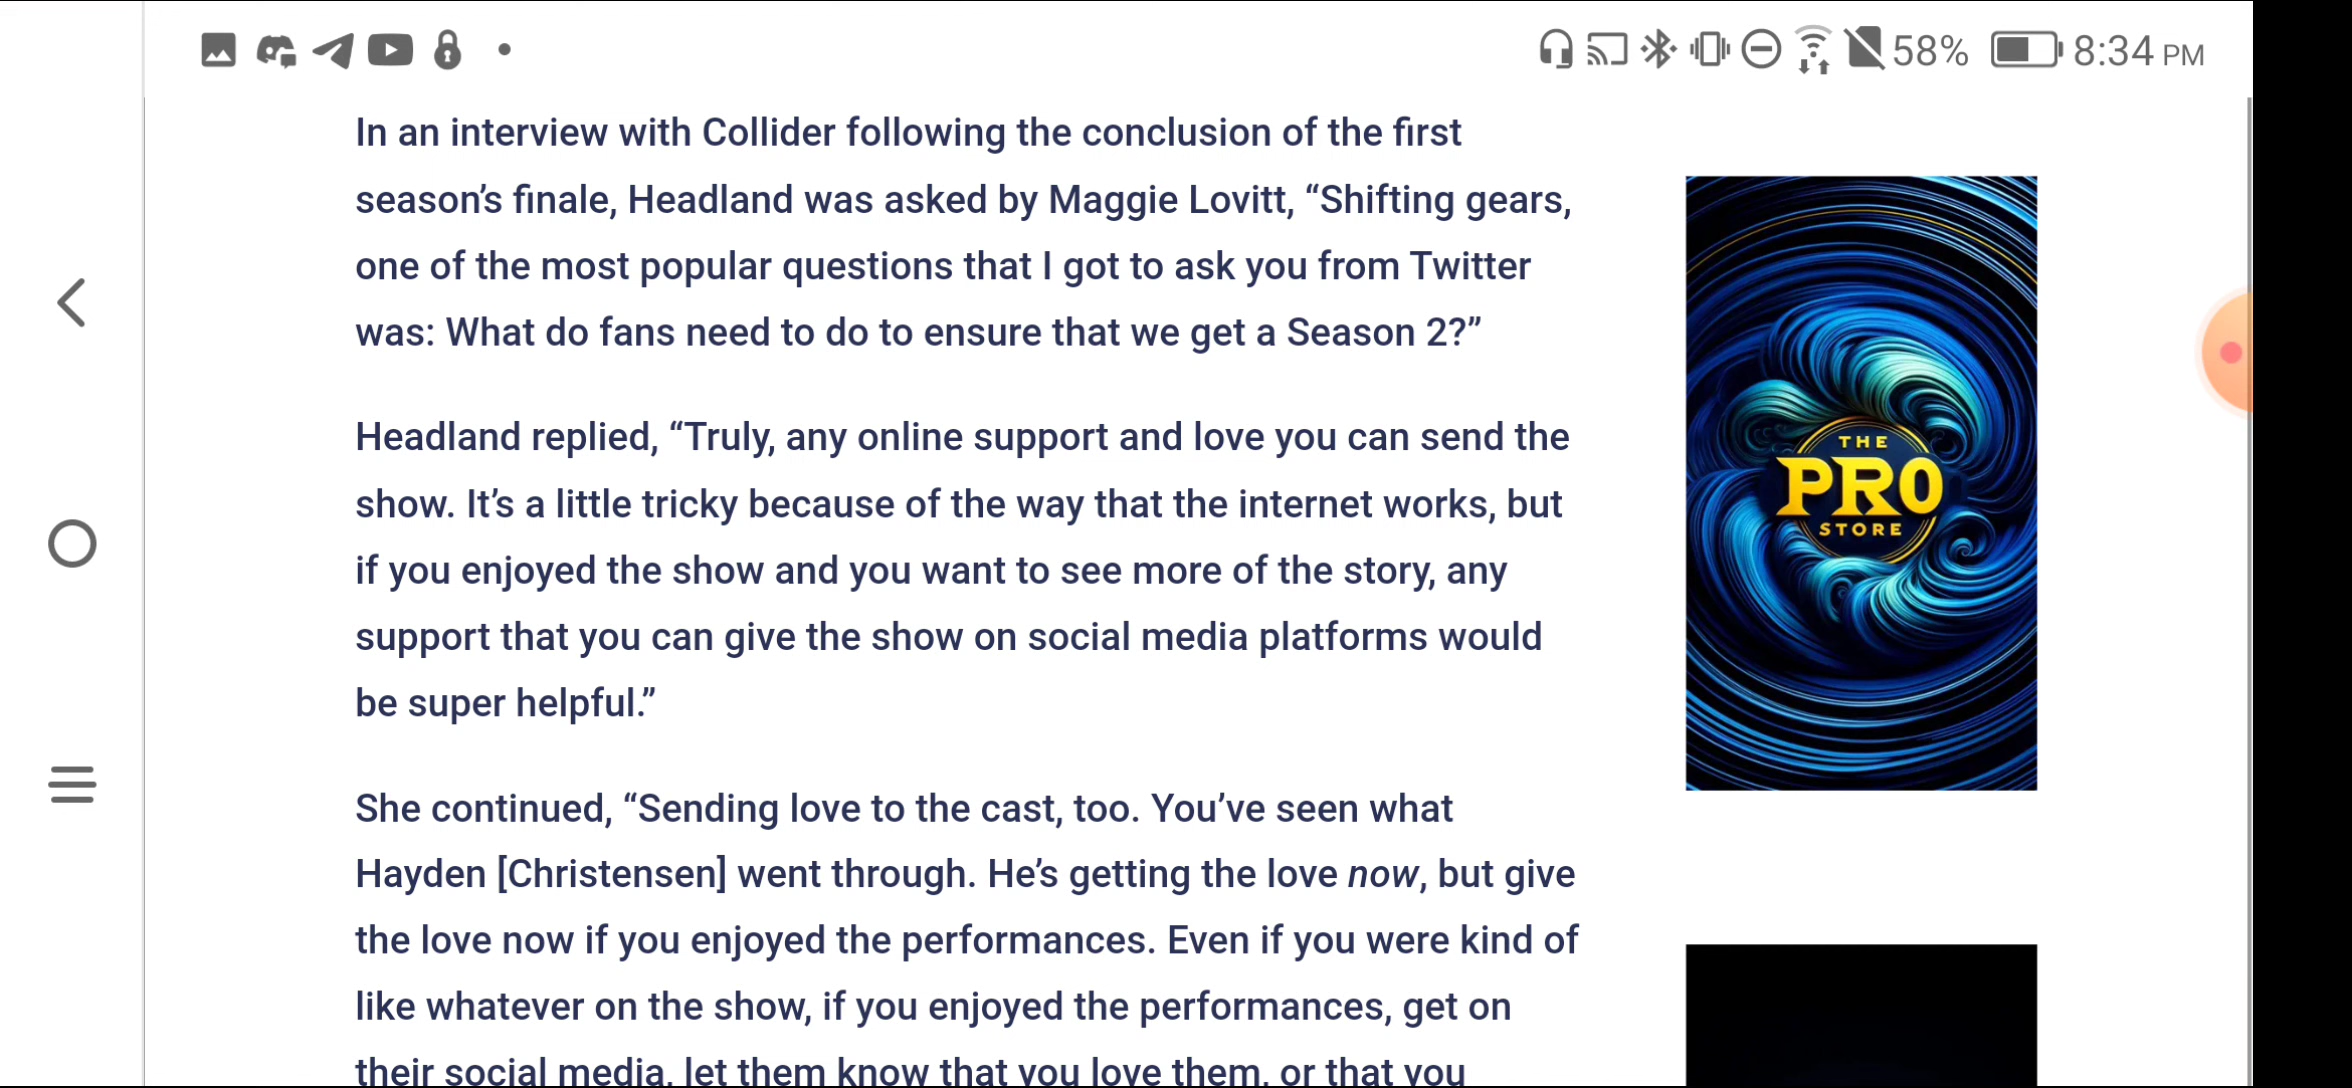 58% 8:34 PM
In an interview with Collider following the conclusion of the first
season’s finale, Headland was asked by Maggie Lovitt, “Shifting gears,
one of the most popular questions that I got to ask you from Twitter
was: What do fans need to do to ensure that we get a Season 2?”
Headland replied, “Truly, any online support and love you can send the
show. It’s a little tricky because of the way that the internet works, but
if you enjoyed the show and you want to see more of the story, any
support that you can give the show on social media platforms would
be super helpful.”
She continued, “Sending love to the cast, too. You’ve seen what
Hayden [Christensen] went through. He’s getting the love now, but give
the love now if you enjoyed the performances. Even if you were kind of
like whatever on the show, if you enjoyed the performances, get on
their social media, let them know that you love them, or that you
THE
PRO
STORE